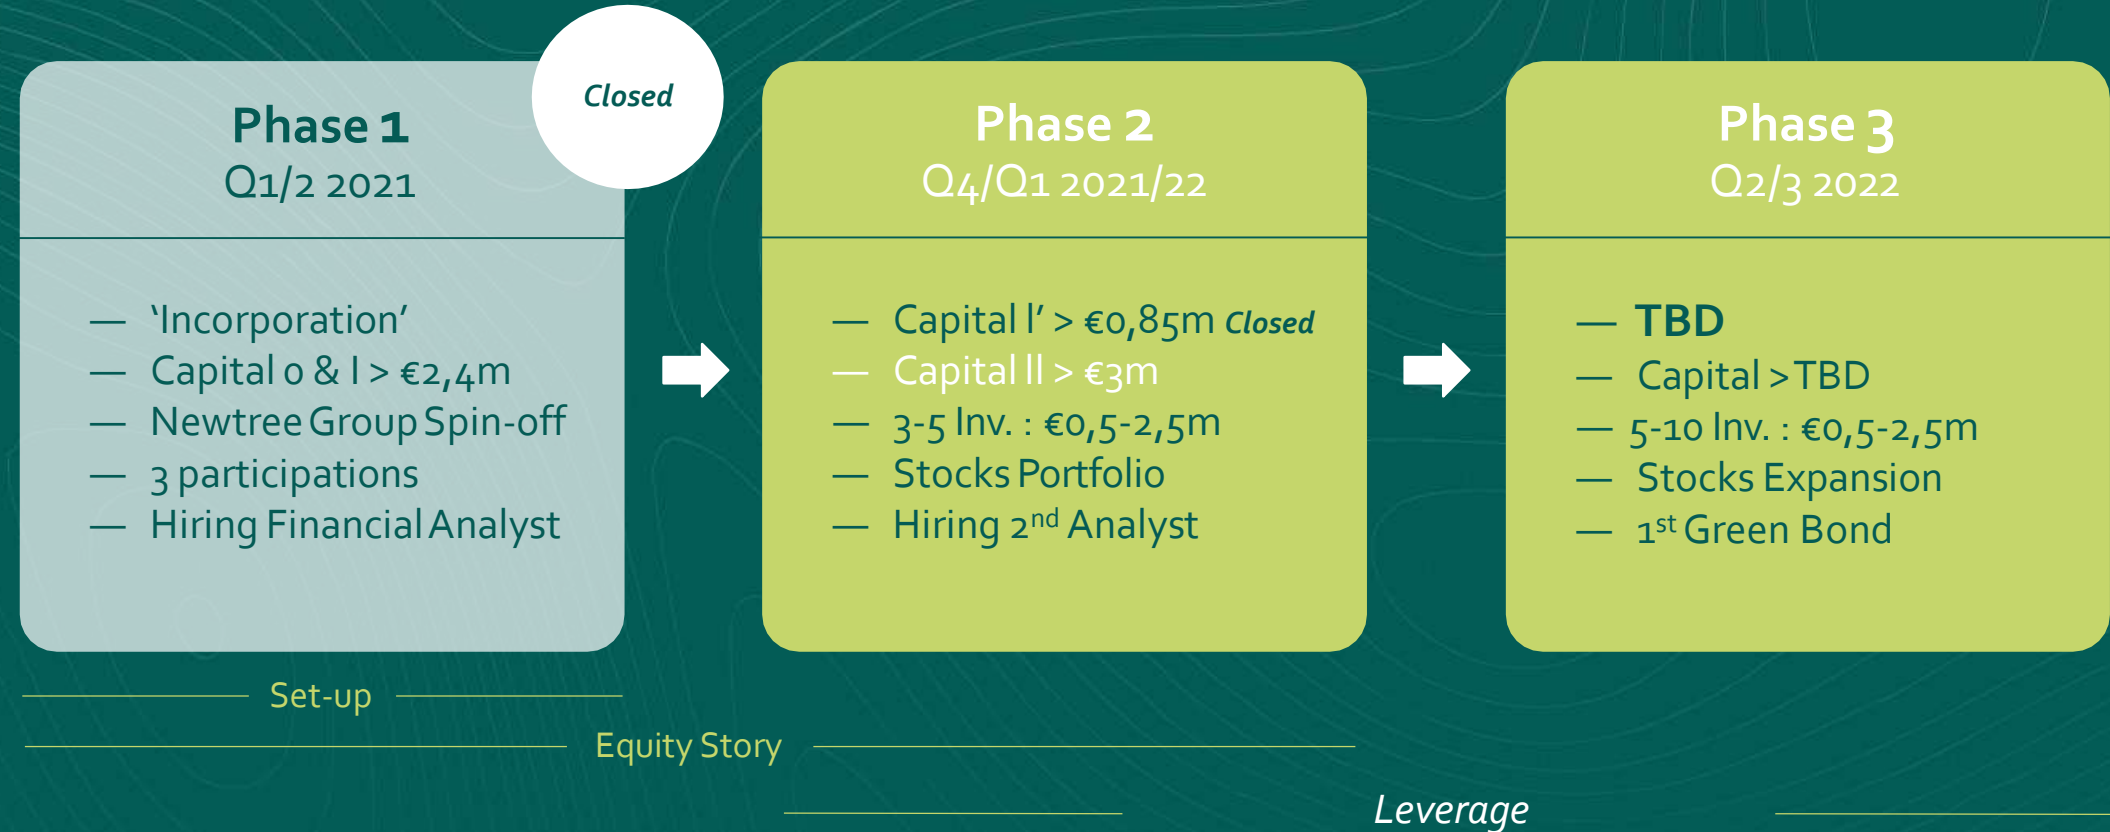 Closed
Phase 1
Q1/2 2021
— ‘Incorporation’
— Capital 0 & I > €2,4m
— Newtree Group Spin-off
— 3 participations
— Hiring Financial Analyst
Phase 2
Q4/Q1 2021/22
— Capital l’ > €0,85m Closed
— Capital ll > €3m
— 3-5 Inv. : €0,5-2,5m
— Stocks Portfolio
— Hiring 2nd Analyst
Phase 3
Q2/3 2022
— TBD
— Capital > TBD
— 5-10 Inv. : €0,5-2,5m
— Stocks Expansion
— 1st Green Bond
Set-up
Equity Story
Leverage